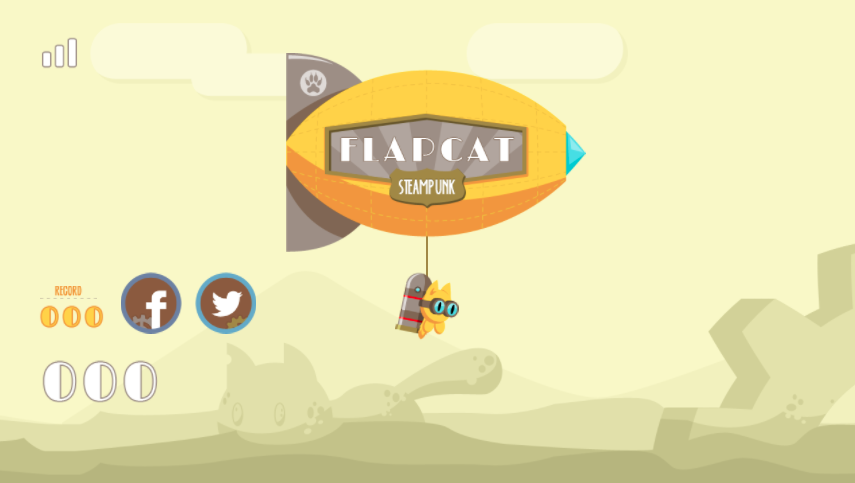 FLAPCAT
STEAMPUNK
RECORD
000
000